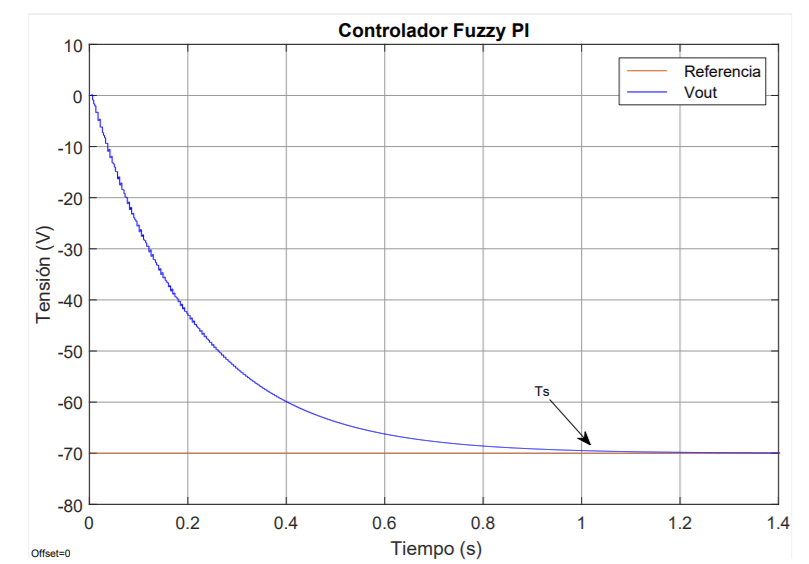 Controlador Fuzzy PI
Referencia
Vout
10
0
-10
-20
-30
-40
-50
-60
-70
-80
Tensión (V)
Ts
0 0.2 0.4 0.6 0.8 1 1.2 1.4
Tiempo (s)
Offset=0